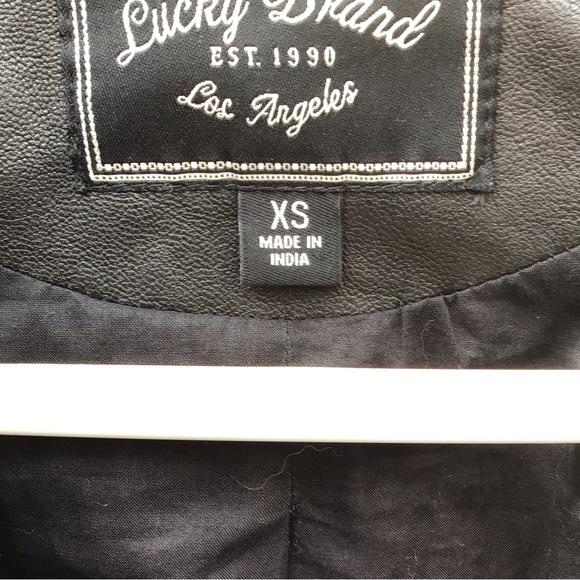 Lucky Brand
EST. 1990
Los Angeles
XS
MADE IN
INDIA